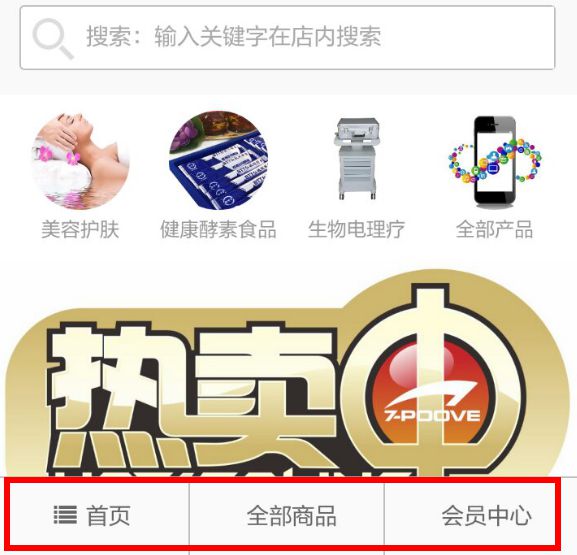 搜索：输入关键字在店内搜索
美容护肤 健康酵素食品 生物电理疗 全部产品
热卖中
7-POOVE
首页 全部商品 会员中心